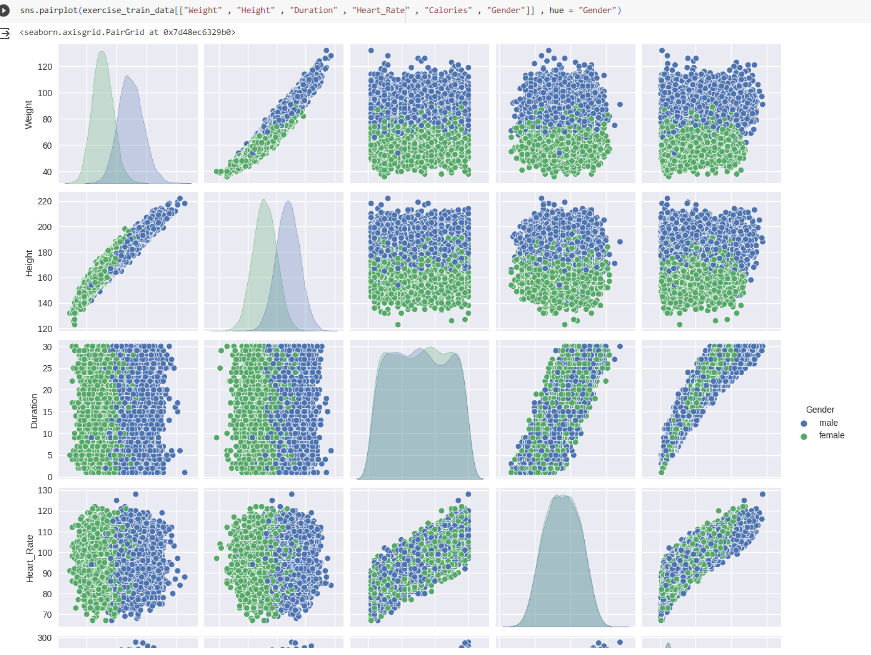 sns.pairplot(exercise_train_data[["Weight" , "Height" , "Duration" , "Heart_Rate" , "Calories" , "Gender"]] , hue = "Gender")
<seaborn.axisgrid.PairGrid at 0x7d48ec6329b0>
Weight
120
100
80
60
40
Height
220
200
180
160
140
120
Duration
30
25
20
15
10
5
0
Gender
male
female
Heart_Rate
130
120
110
100
90
80
70
300